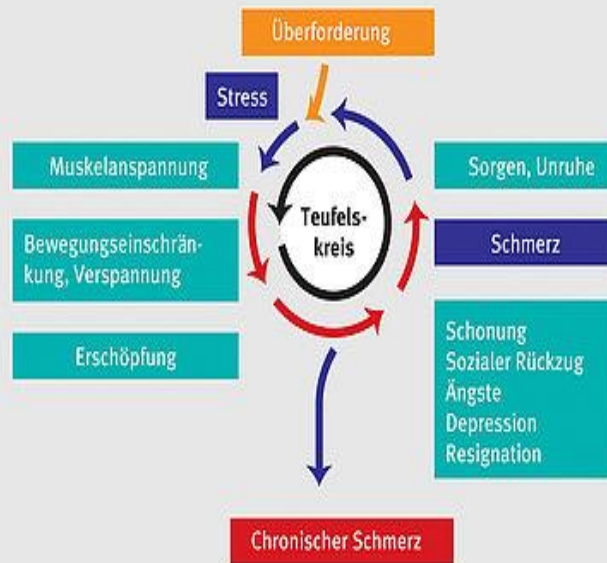 Überforderung
Stress
Muskelanspannung
Bewegungseinschrän-
kung, Verspannung
Erschöpfung
Teufels-
kreis
Sorgen, Unruhe
Schmerz
Schonung
Sozialer Rückzug
Ängste
Depression
Resignation
Chronischer Schmerz